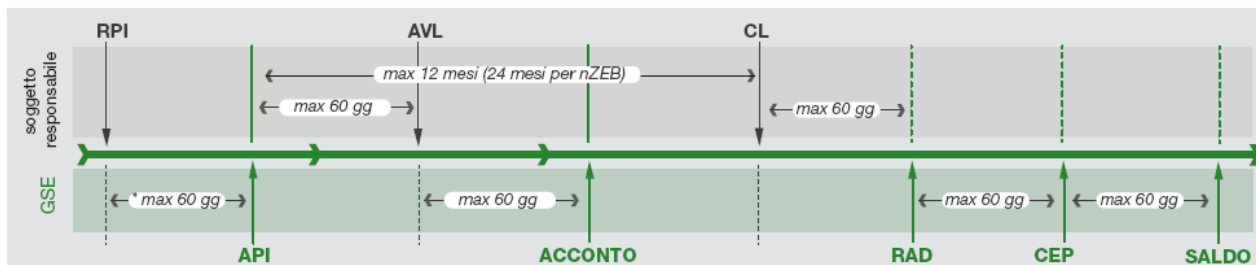 RPI AVL CL
soggetto
responsabile
max 12 mesi (24 mesi per nZEB)
max 60 gg max 60 gg
GSE
* max 60 gg max 60 gg max 60 gg max 60 gg
API ACCONTO RAD CEP SALDO